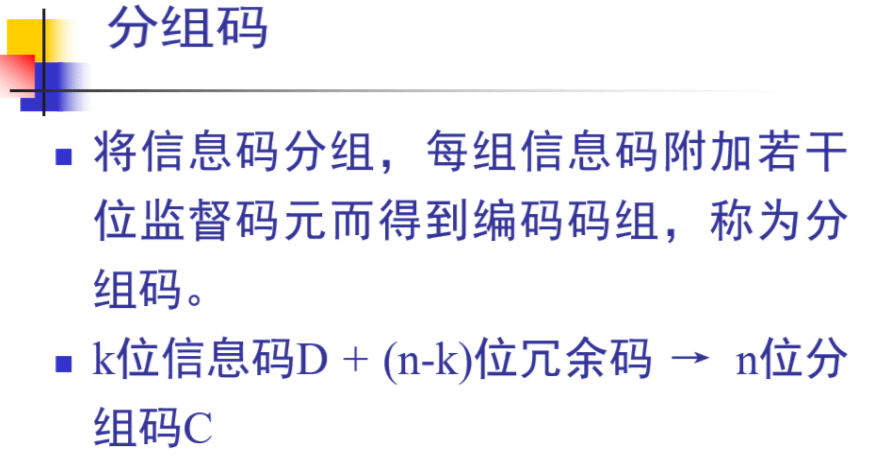 分组码
将信息码分组，每组信息码附加若干
位监督码元而得到编码码组，称为分
组码。
k位信息码D + (n-k)位冗余码 → n位分
组码C